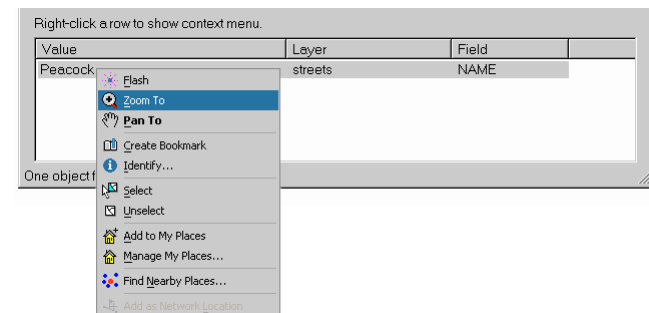 Right-click a row to show context menu.
Value Layer Field
Peacock streets NAME
Flash
Zoom To
Pan To
Create Bookmark
Identify...
One object f
Select
Unselect
Add to My Places
Manage My Places...
Find Nearby Places...
Add as Network Location